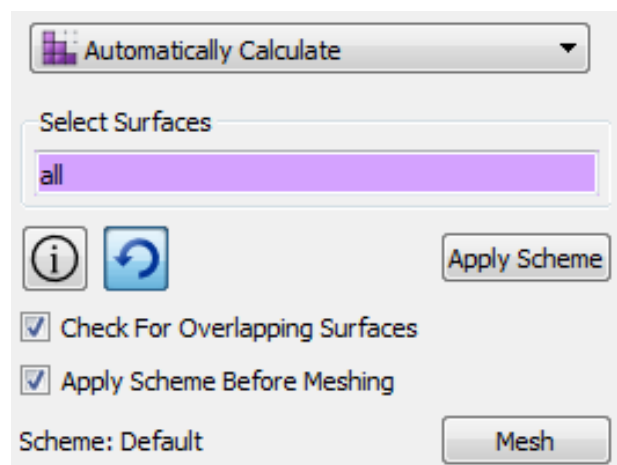 Automatically Calculate
Select Surfaces
all
Apply Scheme
Check For Overlapping Surfaces
Apply Scheme Before Meshing
Scheme: Default
Mesh